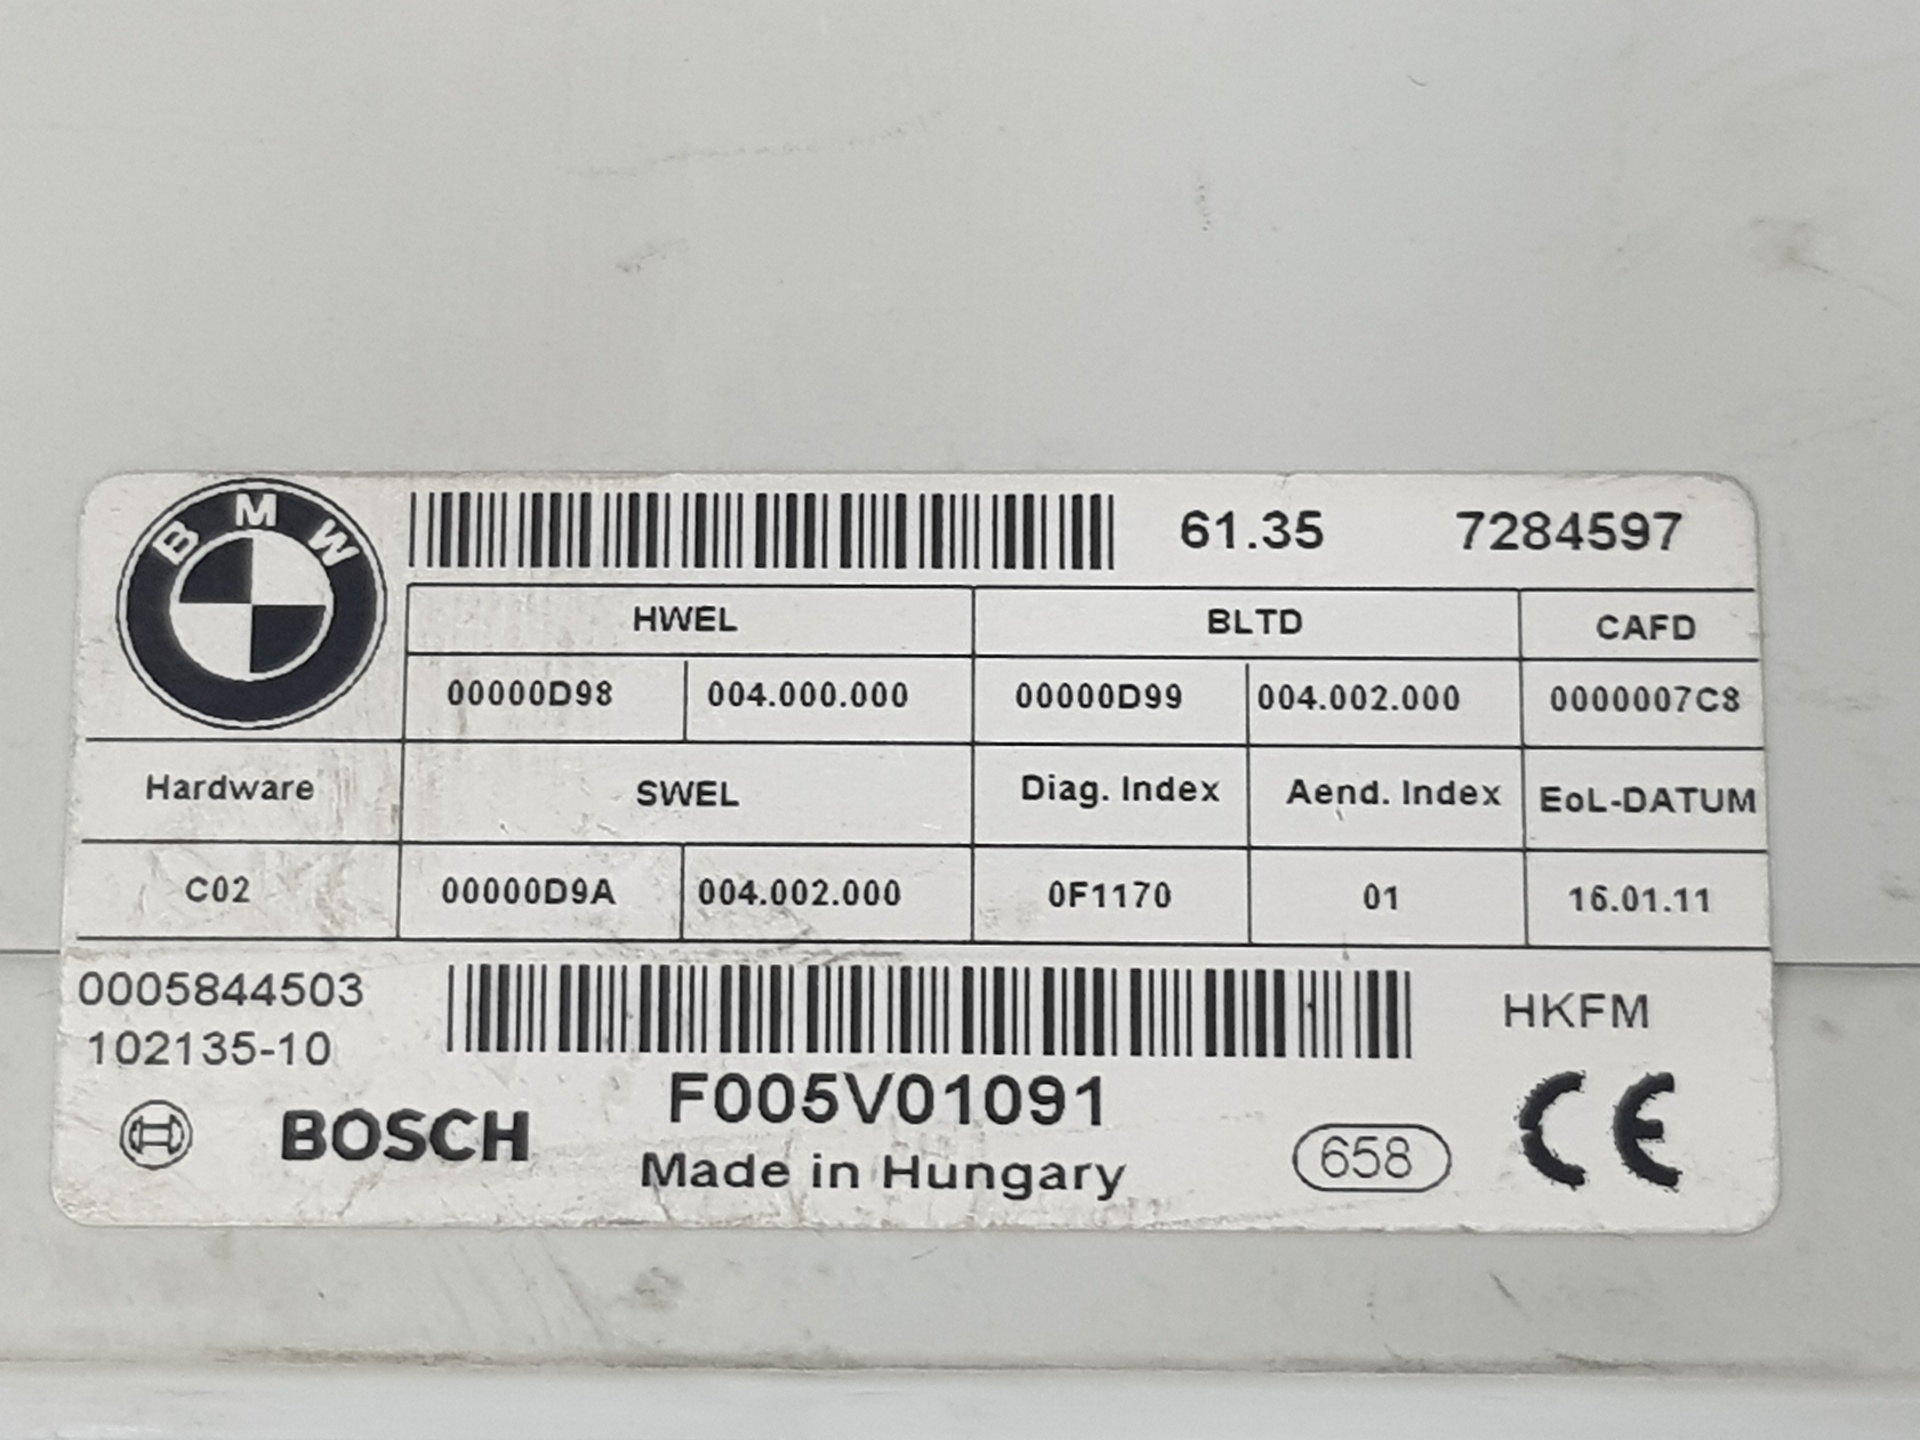 BMW
61.35 7284597
HWEL BLTD CAFD
00000D98 004.000.000 00000D99 004.002.000 0000007C8
Hardware SWEL Diag. Index Aend. Index EoL-DATUM
C02 00000D9A 004.002.000 0F1170 01 16.01.11
0005844503 HKFM
102135-10
F005V01091
BOSCH Made in Hungary 658 CE